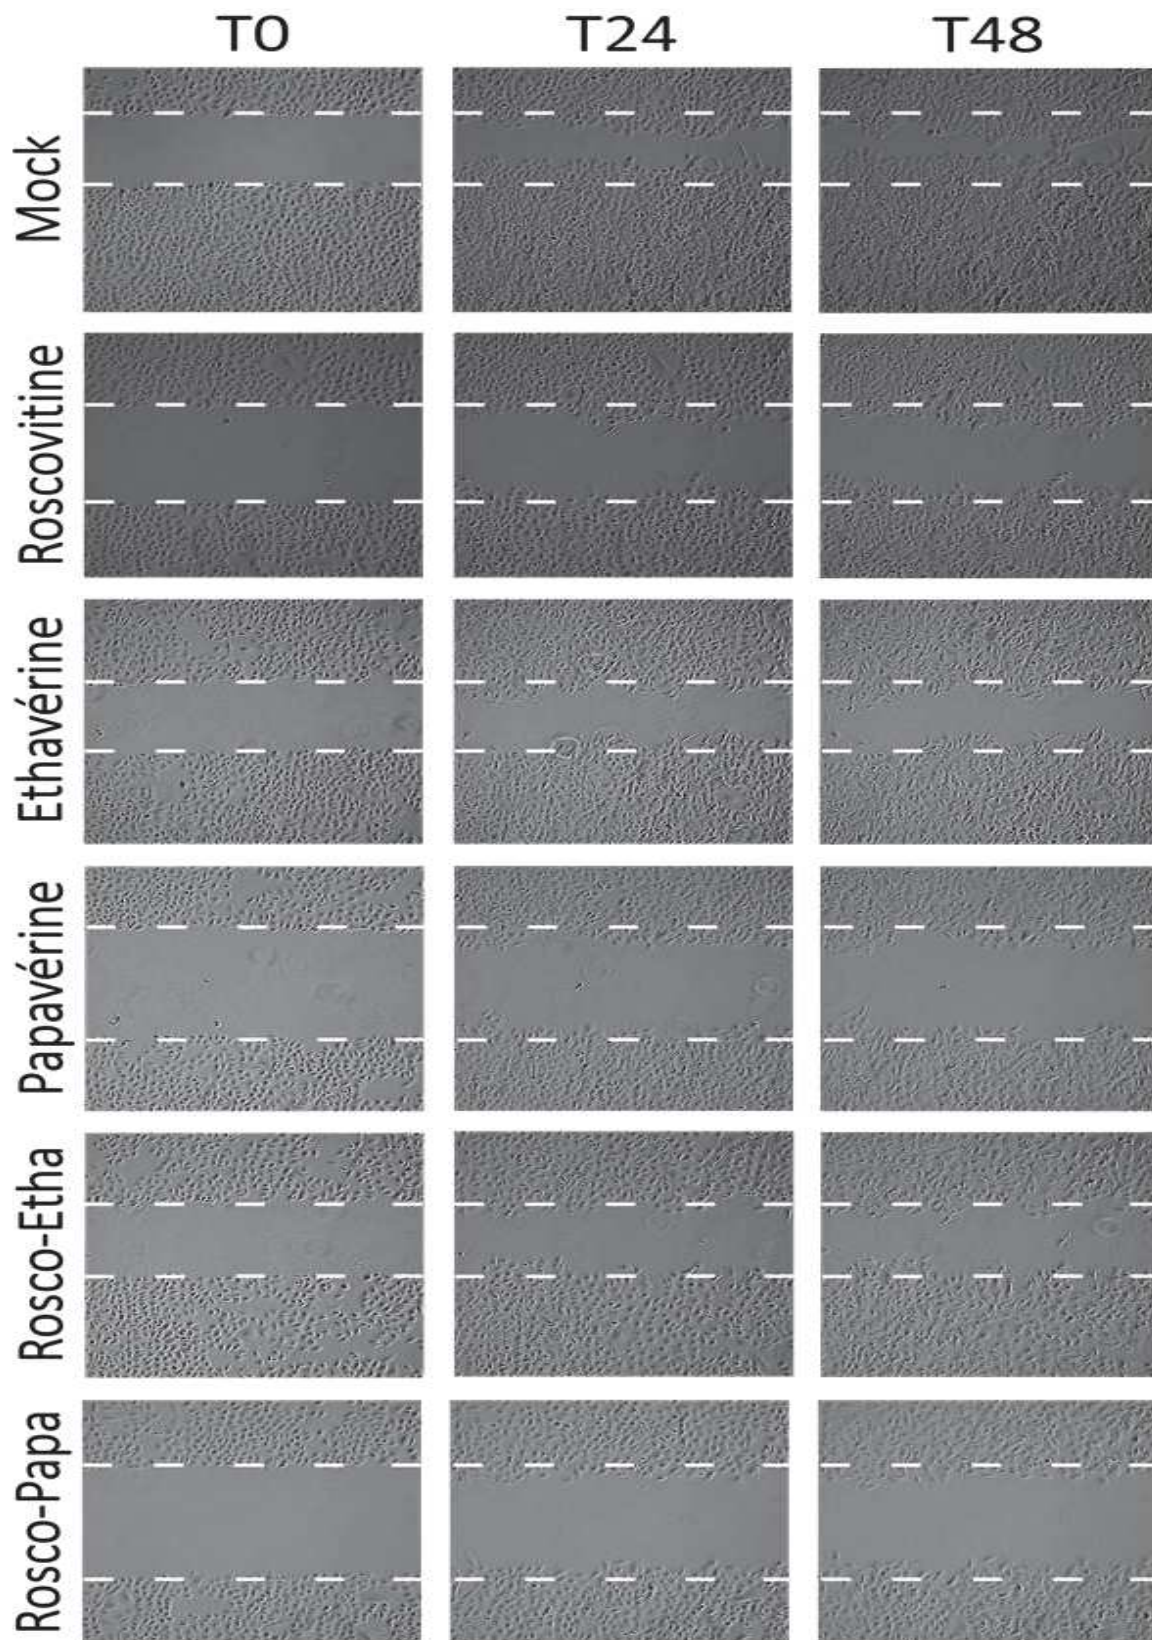 T0 T24 T48
Mock
Roscovitine
Ethavérine
Papavérine
Rosco-Etha
Rosco-Papa